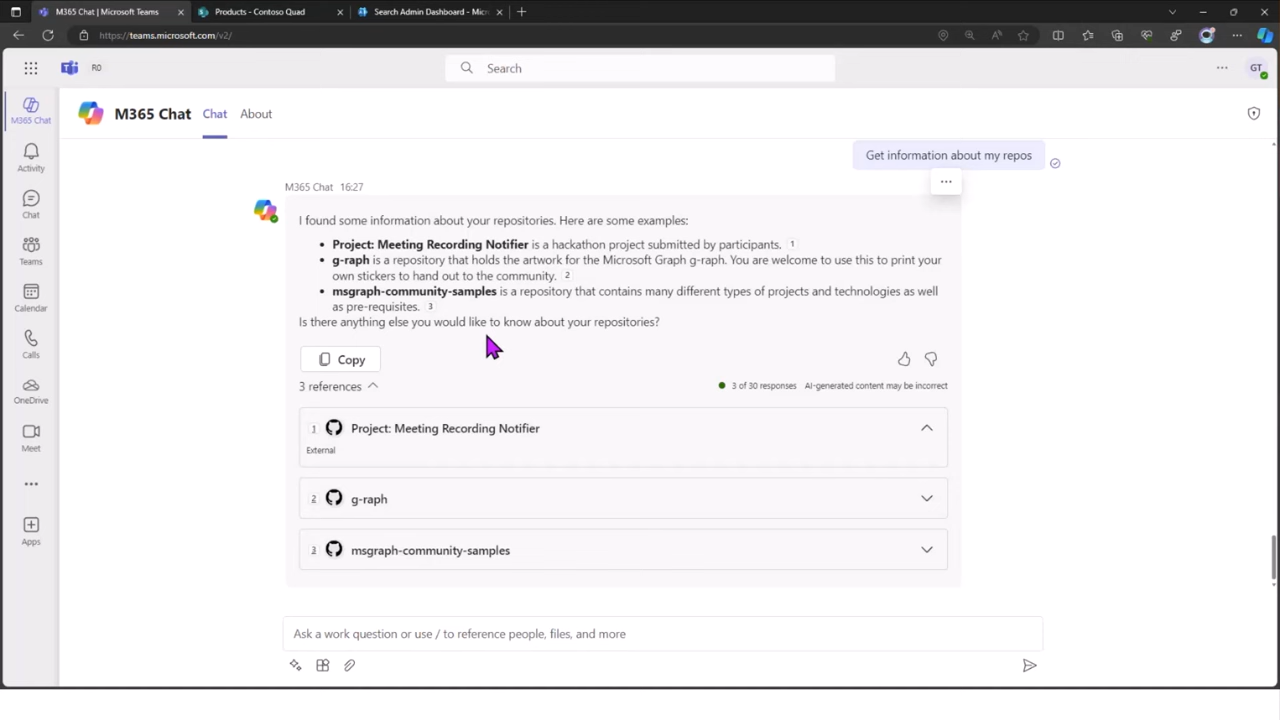 M365 Chat | Microsoft Teams
Products - Contoso Quad
Search Admin Dashboard - Micr
https://teams.microsoft.com/v2/
R0
Search
GT
M365 Chat
Chat
About
M365 Chat
Activity
Chat
Teams
Calendar
Calls
OneDrive
Meet
Apps
Get information about my repos
M365 Chat 16:27
I found some information about your repositories. Here are some examples:
• Project: Meeting Recording Notifier is a hackathon project submitted by participants. 1
• g-raph is a repository that holds the artwork for the Microsoft Graph g-raph. You are welcome to use this to print your
own stickers to hand out to the community. 2
• msgraph-community-samples is a repository that contains many different types of projects and technologies as well
as pre-requisites. 3
Is there anything else you would like to know about your repositories?
Copy
3 references
3 of 30 responses AI-generated content may be incorrect
1 Project: Meeting Recording Notifier
External
2 g-raph
3 msgraph-community-samples
Ask a work question or use / to reference people, files, and more